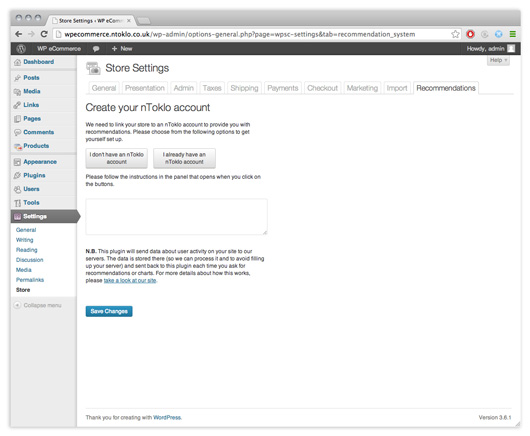 Store Settings ‹ WP eComme
wpecommerce.ntoklo.co.uk/wp-admin/options-general.php?page=wpsc-settings&tab=recommendation_system
WP eCommerce
+ New
Howdy, admin
Help
Dashboard
Posts
Media
Links
Pages
Comments
Products
Appearance
Plugins
Users
Tools
Settings
General
Writing
Reading
Discussion
Media
Permalinks
Store
Collapse menu
Store Settings
General Presentation Admin Taxes Shipping Payments Checkout Marketing Import Recommendations
Create your nToklo account
We need to link your store to an nToklo account to provide you with
recommendations. Please choose from the following options to get
yourself set up.
I don't have an nToklo
account
I already have an
nToklo account
Please follow the instructions in the panel that opens when you click on
the buttons.
N.B. This plugin will send data about user activity on your site to our
servers. The data is stored there (so we can process it and to avoid filling
up your server) and sent back to this plugin each time you ask for
recommendations or charts. For more details about how this works,
please take a look at our site.
Save Changes
Thank you for creating with WordPress.
Version 3.6.1